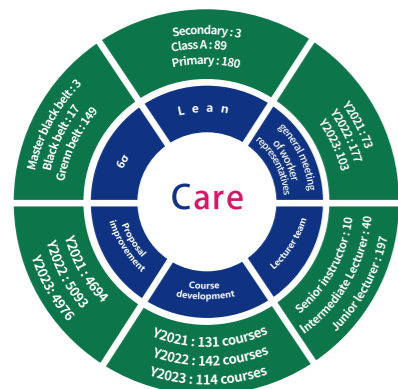 Secondary : 3
Class A : 89
Primary : 180
Lean
Y2021 : 73
Y2022 : 177
Y2023: 103
general meeting
of worker
representatives
Senior instructor : 10
Intermediate Lecturer : 40
Junior lecturer : 197
Lecturer team
Y2021 : 131 courses
Y2022 : 142 courses
Y2023 : 114 courses
Course
development
Y2021 : 4694
Y2022 : 5093
Y2023: 4976
Proposal
improvement
Master black belt : 3
Black belt : 17
Grenn belt : 149
6σ
Care